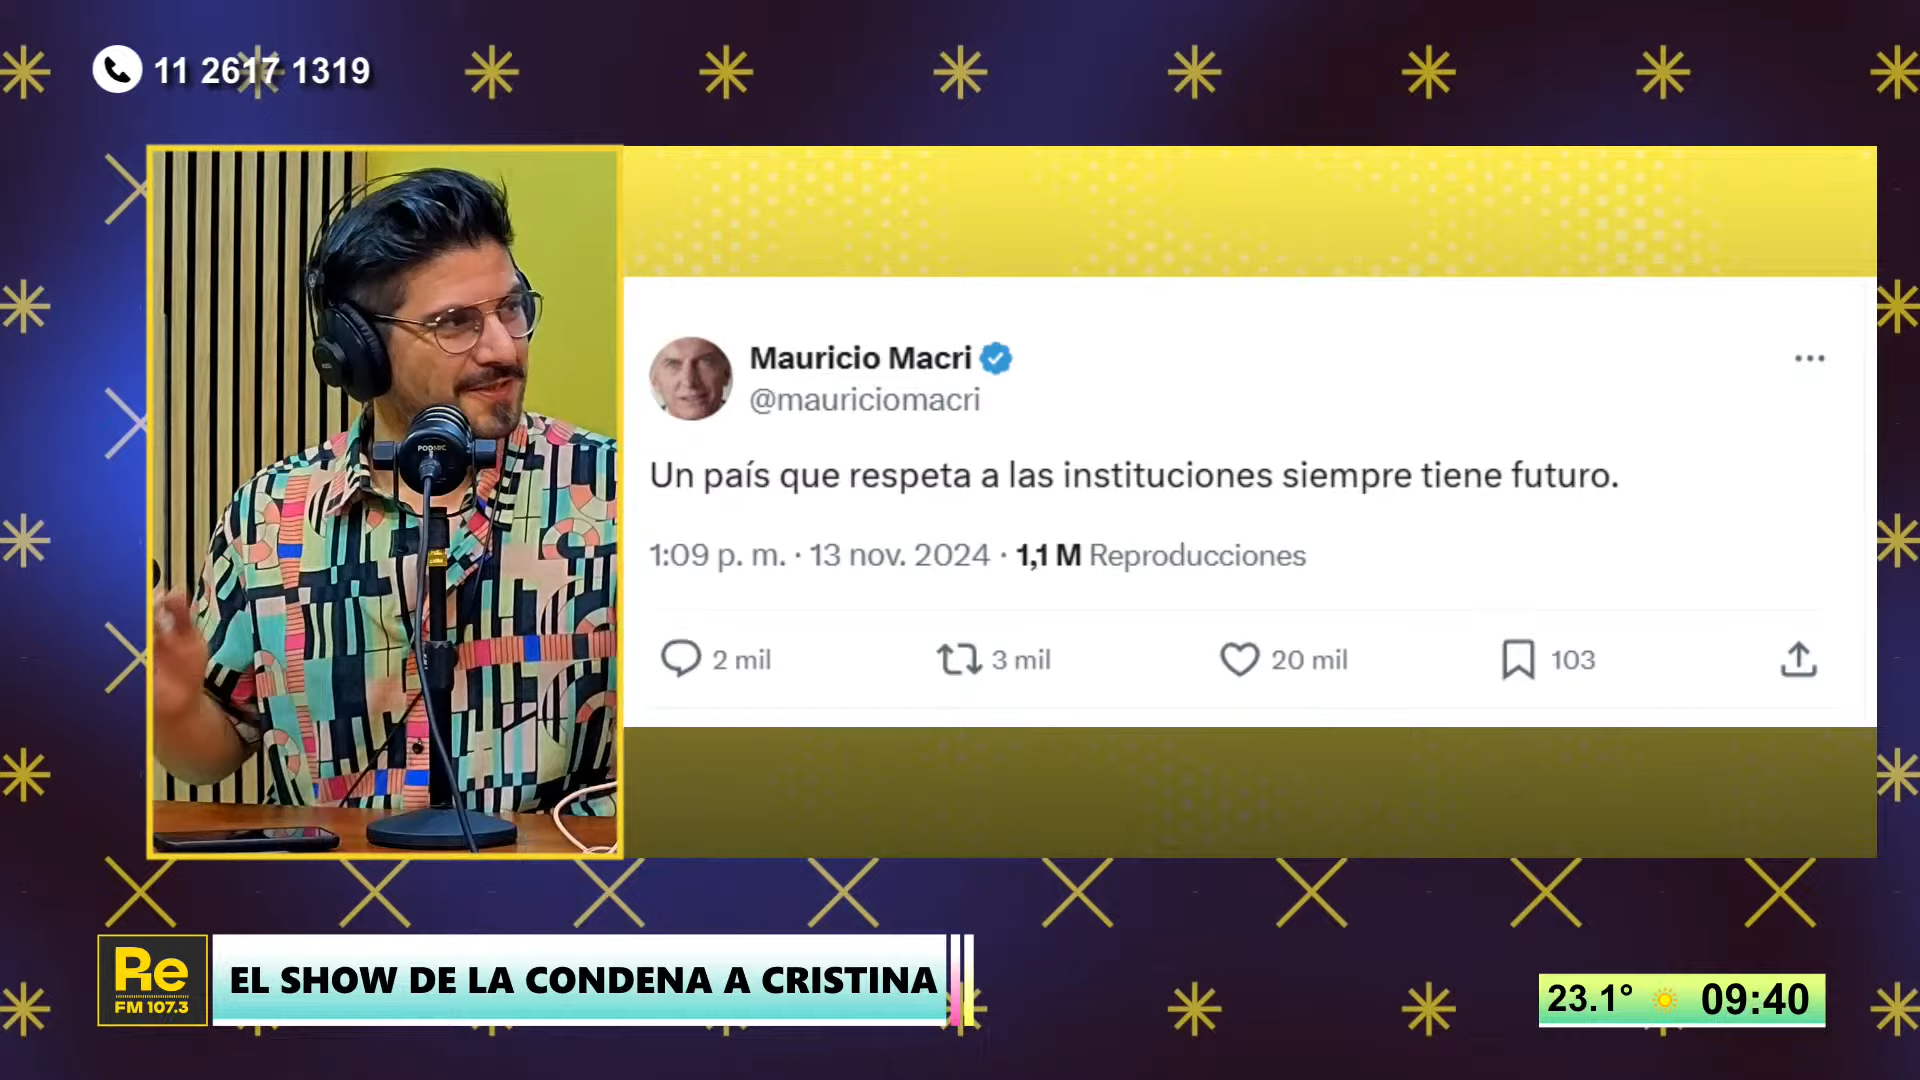 11 2617 1319
PODMIC
Mauricio Macri
@mauriciomacri
Un país que respeta a las instituciones siempre tiene futuro.
1:09 p. m. · 13 nov. 2024 · 1,1 M Reproducciones
2 mil
3 mil
20 mil
103
Re
FM 107.3
EL SHOW DE LA CONDENA A CRISTINA
23.1°
09:40